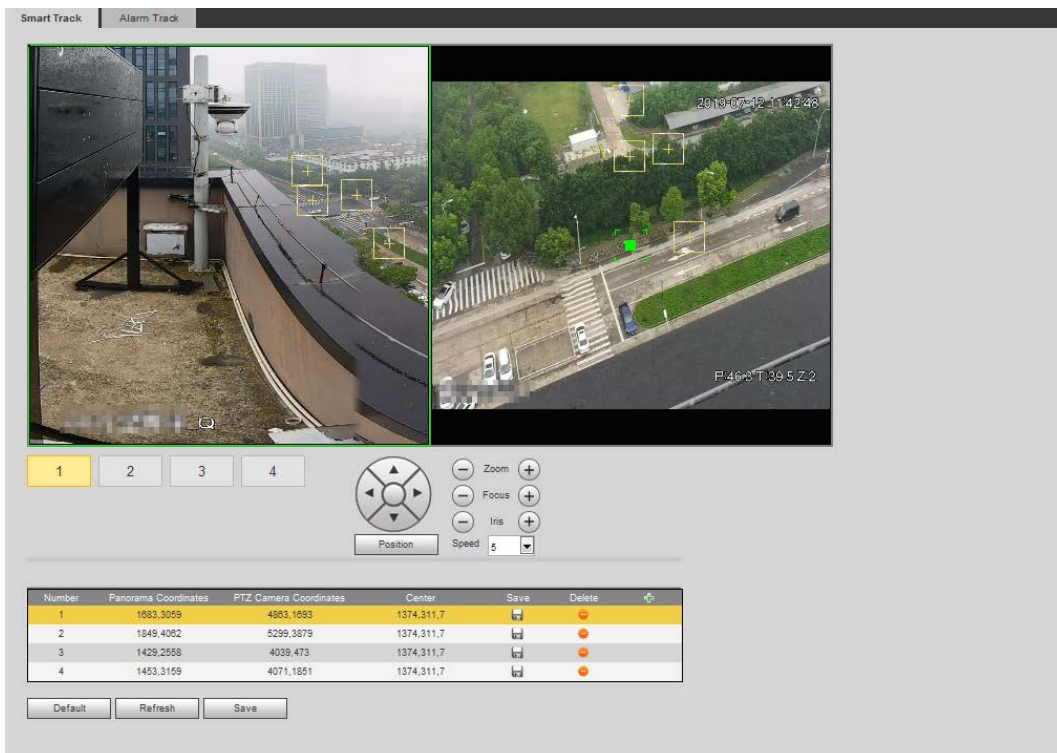 Smart Track Alarm Track
2019-07-12 11:42:48
P:46.3 T:39.5 Z:2
1 2 3 4
Zoom
Focus
Iris
Position Speed 5
Number Panorama Coordinates PTZ Camera Coordinates Center Save Delete
1 1683,3059 4863,1693 1374,311,7
2 1849,4062 5299,3879 1374,311,7
3 1429,2558 4039,473 1374,311,7
4 1453,3159 4071,1851 1374,311,7
Default Refresh Save